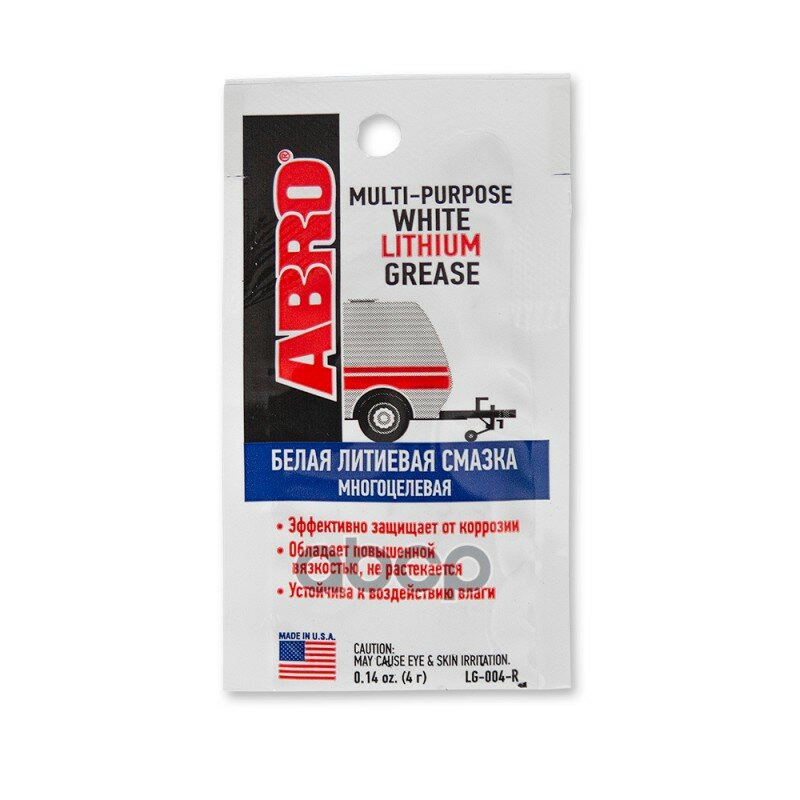 ABRO®
MULTI-PURPOSE
WHITE
LITHIUM
GREASE
БЕЛАЯ ЛИТИЕВАЯ СМАЗКА
МНОГОЦЕЛЕВАЯ
• Эффективно защищает от коррозии
• Обладает повышенной
вязкостью, не растекается
• Устойчива к воздействию влаги
авар
MADE IN U.S.A.
CAUTION:
MAY CAUSE EYE & SKIN IRRITATION.
0.14 oz. (4 г) LG-004-R